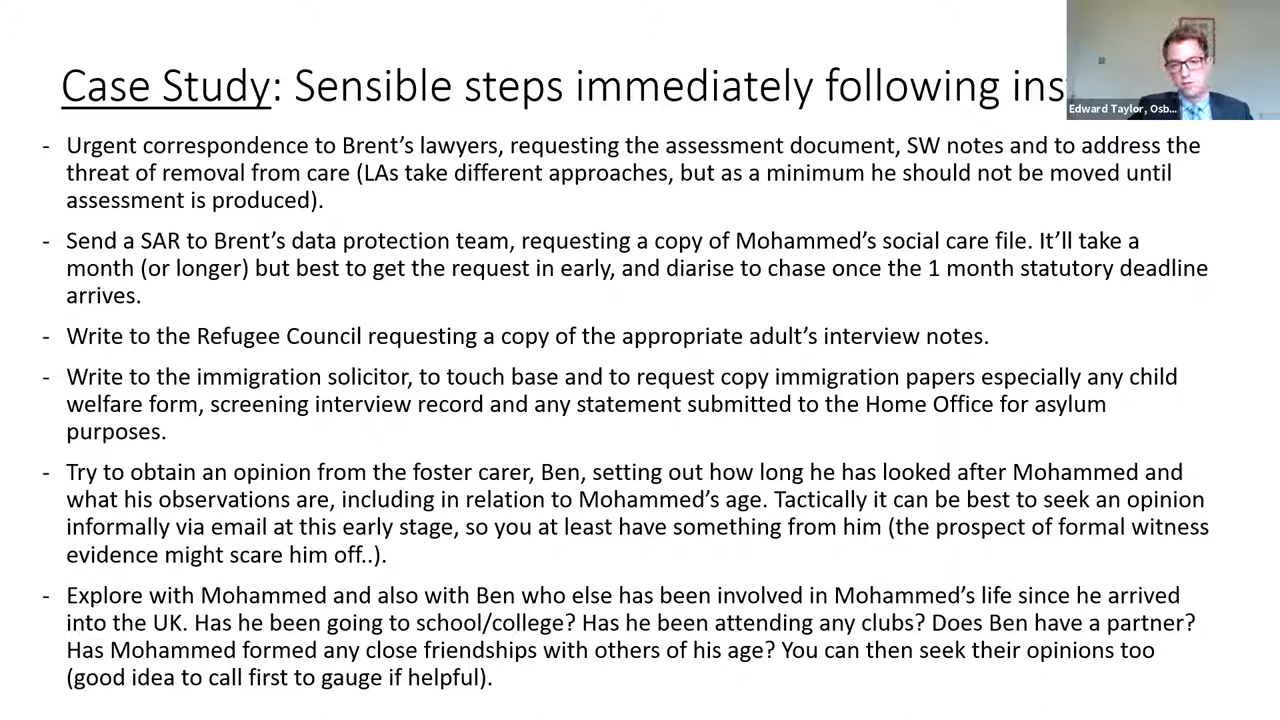 Case Study: Sensible steps immediately following ins
Edward Taylor, Osb...
- Urgent correspondence to Brent’s lawyers, requesting the assessment document, SW notes and to address the
threat of removal from care (LAs take different approaches, but as a minimum he should not be moved until
assessment is produced).
- Send a SAR to Brent’s data protection team, requesting a copy of Mohammed’s social care file. It’ll take a
month (or longer) but best to get the request in early, and diarise to chase once the 1 month statutory deadline
arrives.
- Write to the Refugee Council requesting a copy of the appropriate adult’s interview notes.
- Write to the immigration solicitor, to touch base and to request copy immigration papers especially any child
welfare form, screening interview record and any statement submitted to the Home Office for asylum
purposes.
- Try to obtain an opinion from the foster carer, Ben, setting out how long he has looked after Mohammed and
what his observations are, including in relation to Mohammed’s age. Tactically it can be best to seek an opinion
informally via email at this early stage, so you at least have something from him (the prospect of formal witness
evidence might scare him off..).
- Explore with Mohammed and also with Ben who else has been involved in Mohammed’s life since he arrived
into the UK. Has he been going to school/college? Has he been attending any clubs? Does Ben have a partner?
Has Mohammed formed any close friendships with others of his age? You can then seek their opinions too
(good idea to call first to gauge if helpful).